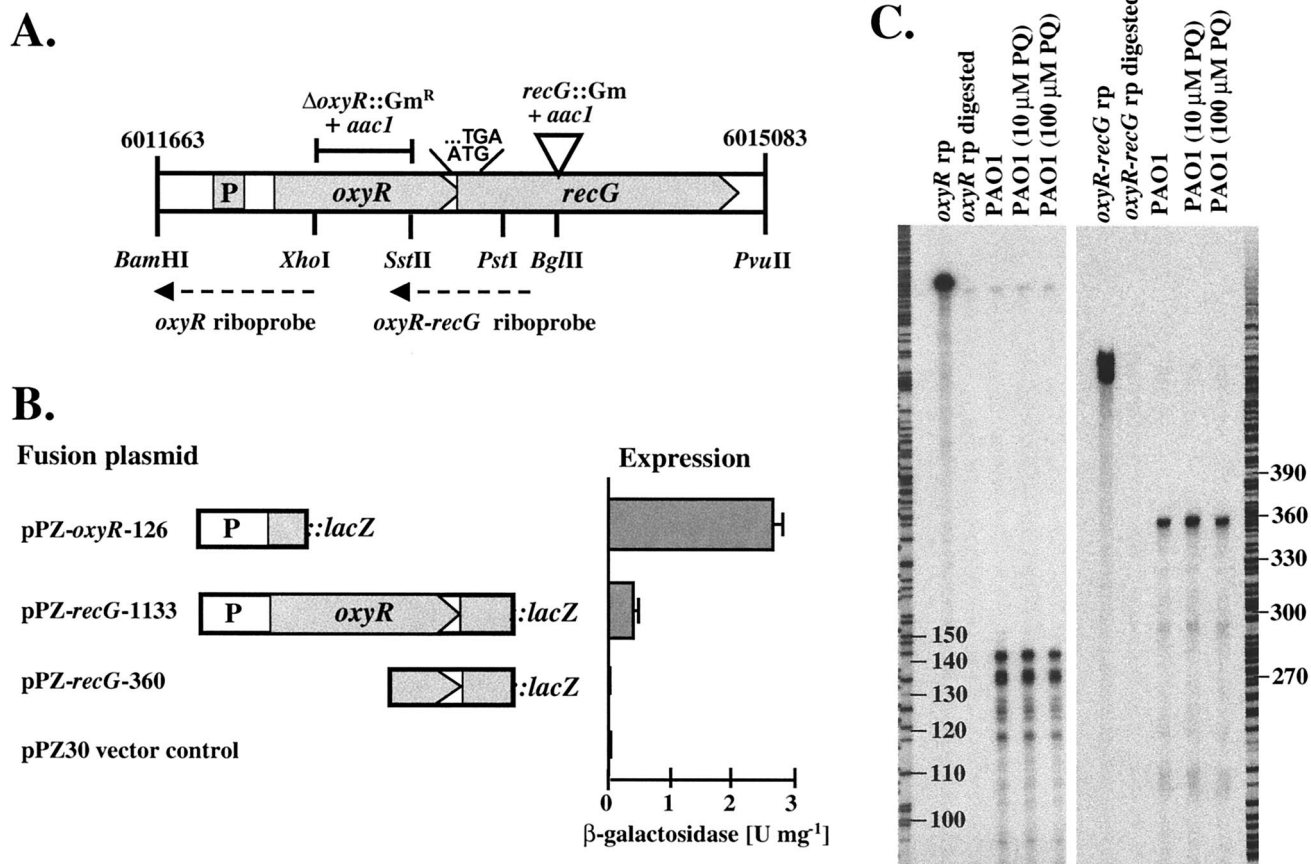 A.
ΔoxyR::Gmᴿ
+ aac1
recG::Gm
+ aac1
...TGA
ATG
6011663
6015083
P
oxyR
recG
BamHI
XhoI
SstII
PstI
BglII
PvuII
oxyR riboprobe
oxyR-recG riboprobe
B.
Fusion plasmid
Expression
pPZ-oxyR-126
P
::lacZ
pPZ-recG-1133
P
oxyR
::lacZ
pPZ-recG-360
::lacZ
pPZ30 vector control
0
1
2
3
β-galactosidase [U mg⁻¹]
C.
oxyR rp
oxyR rp digested
PAO1
PAO1 (10 μM PQ)
PAO1 (100 μM PQ)
oxyR-recG rp
oxyR-recG rp digested
PAO1
PAO1 (10 μM PQ)
PAO1 (100 μM PQ)
150
140
130
120
110
100
390
360
330
300
270